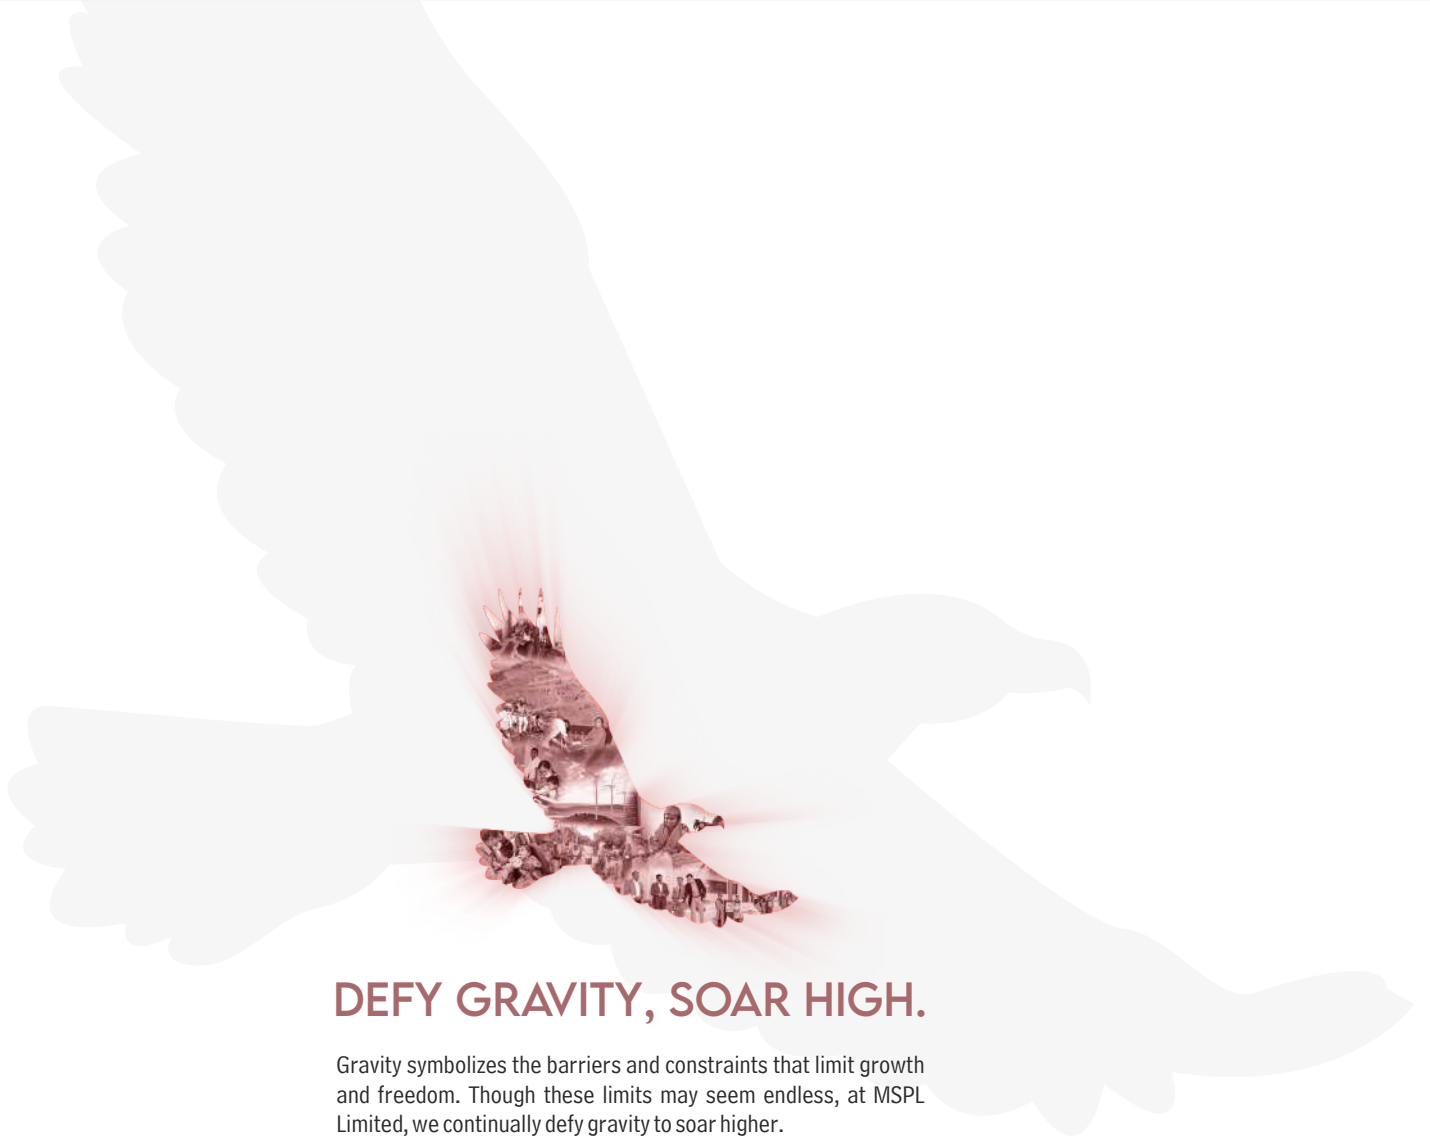 DEFY GRAVITY, SOAR HIGH.
Gravity symbolizes the barriers and constraints that limit growth
and freedom. Though these limits may seem endless, at MSPL
Limited, we continually defy gravity to soar higher.